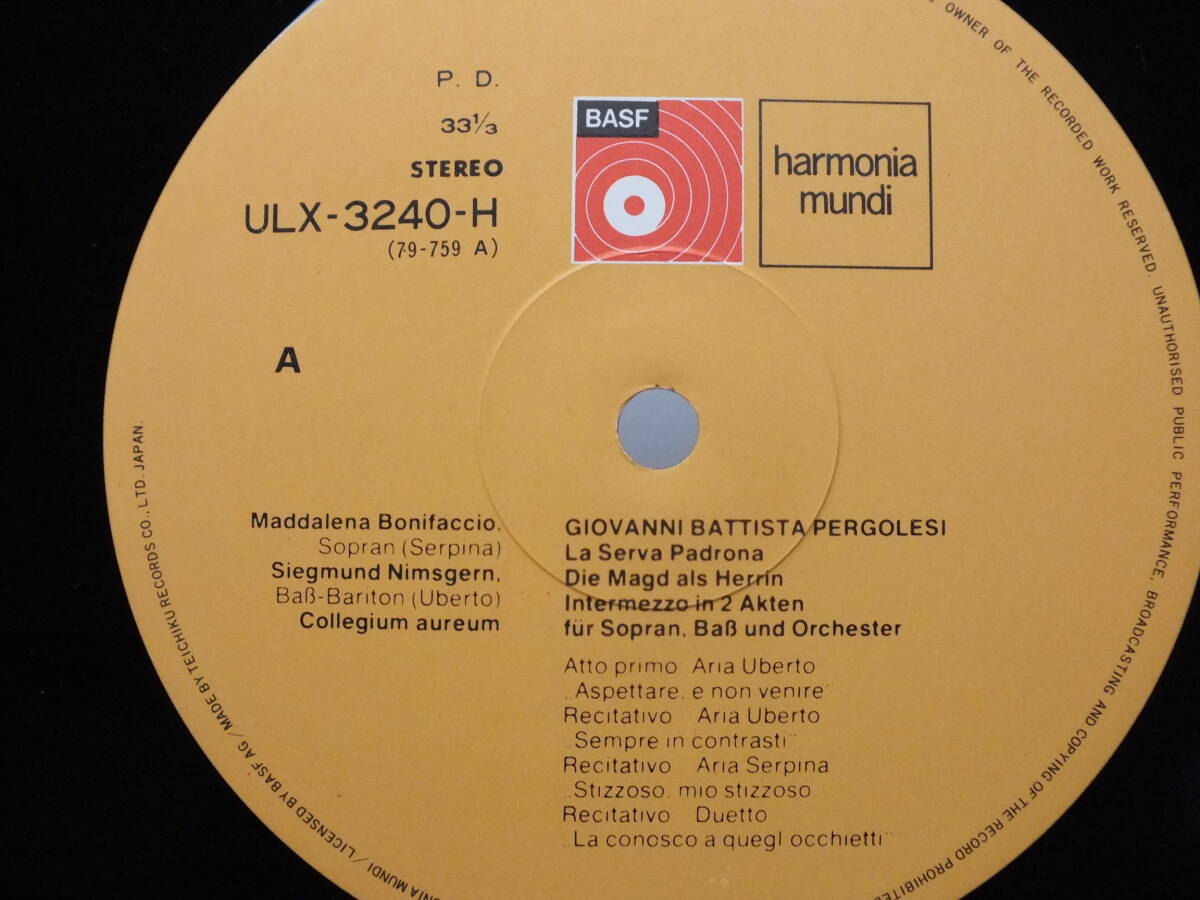 P. D.
33⅓
STEREO
ULX-3240-H
(79-759 A)
BASF
harmonia
mundi
A
Maddalena Bonifaccio,
Sopran (Serpina)
Siegmund Nimsgern,
Baß-Bariton (Uberto)
Collegium aureum
GIOVANNI BATTISTA PERGOLESI
La Serva Padrona
Die Magd als Herrin
Intermezzo in 2 Akten
für Sopran, Baß und Orchester
Atto primo Aria Uberto
„Aspettare, e non venire"
Recitativo Aria Uberto
„Sempre in contrasti"
Recitativo Aria Serpina
„Stizzoso, mio stizzoso
Recitativo Duetto
„La conosco a quegl occhietti"
OWNER OF THE RECORDED WORK RESERVED. UNAUTHORISED PUBLIC PERFORMANCE, BROADCASTING AND COPYING OF THE RECORD PROHIBITE
MUNDI / LICENSED BY BASF AG / MADE BY TEICHIKU RECORDS CO., LTD. JAPAN.